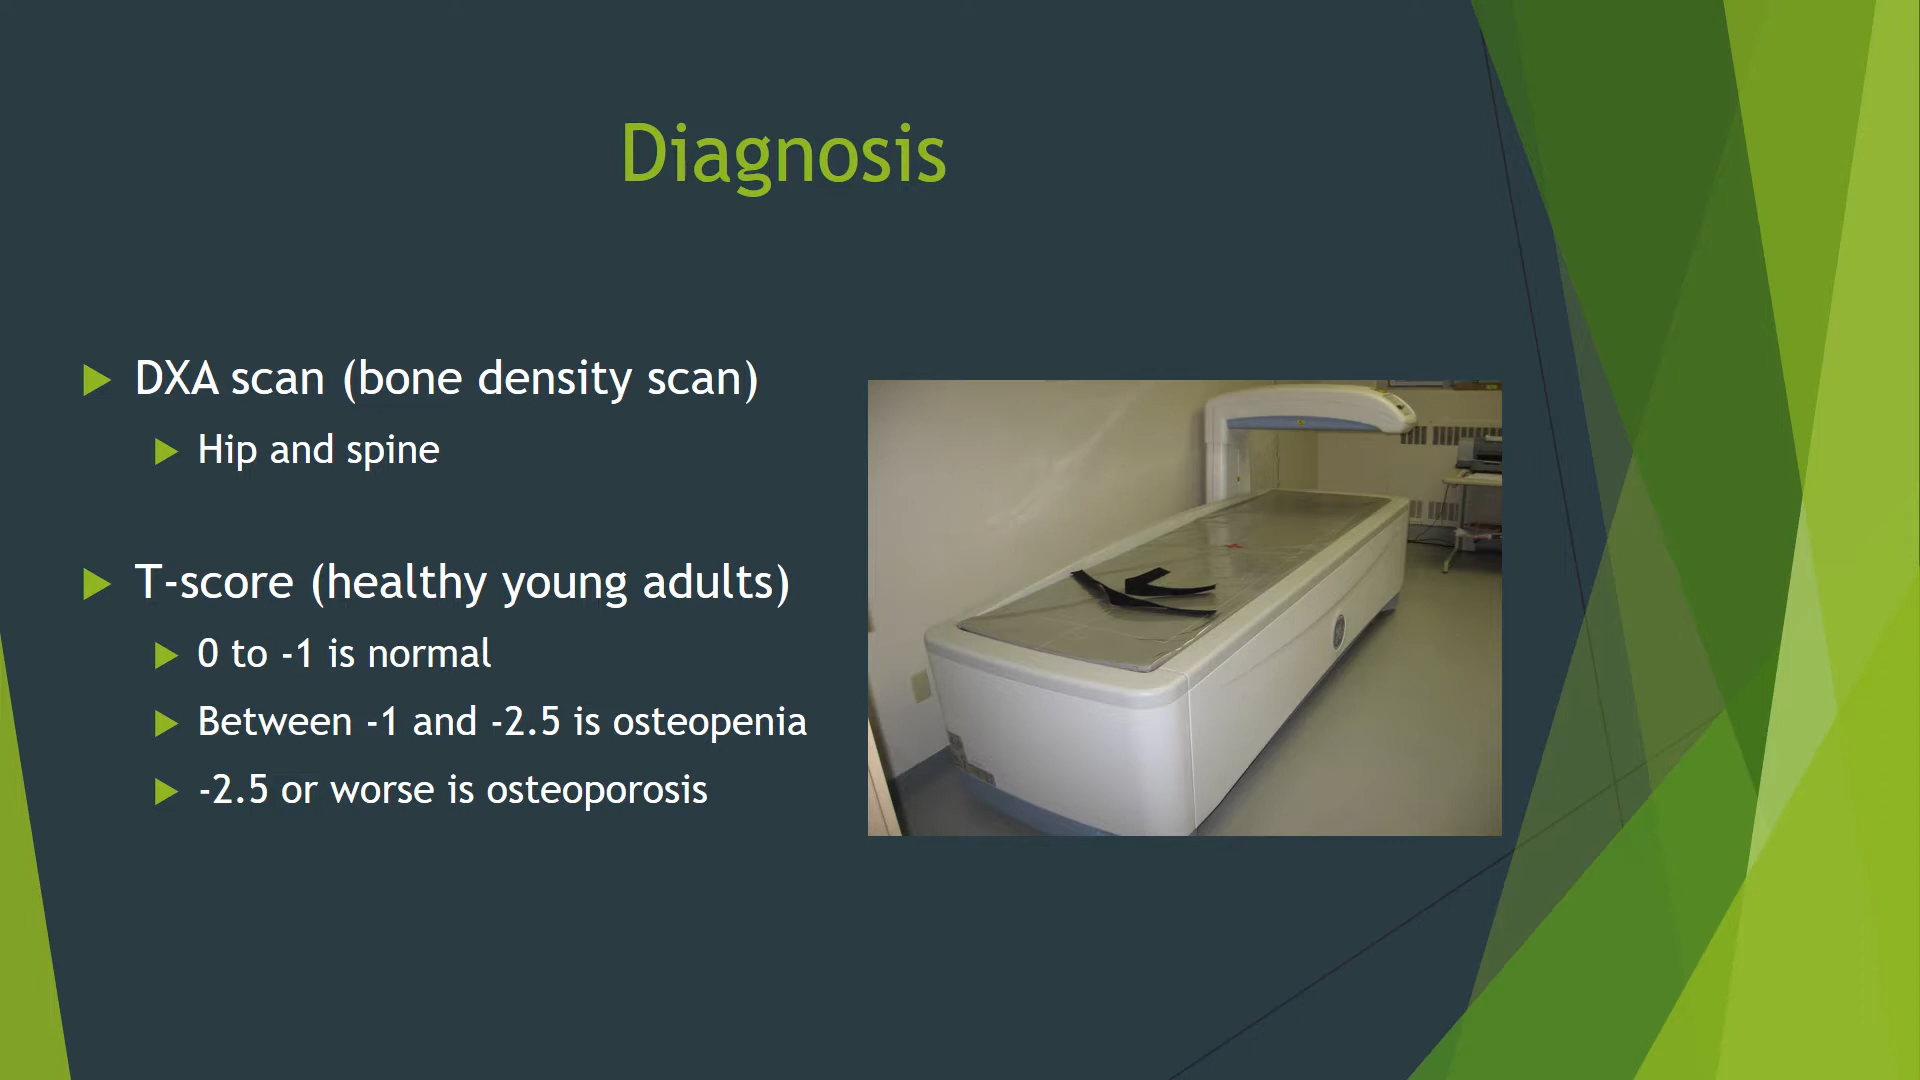 Diagnosis
DXA scan (bone density scan)
Hip and spine
T-score (healthy young adults)
0 to -1 is normal
Between -1 and -2.5 is osteopenia
-2.5 or worse is osteoporosis